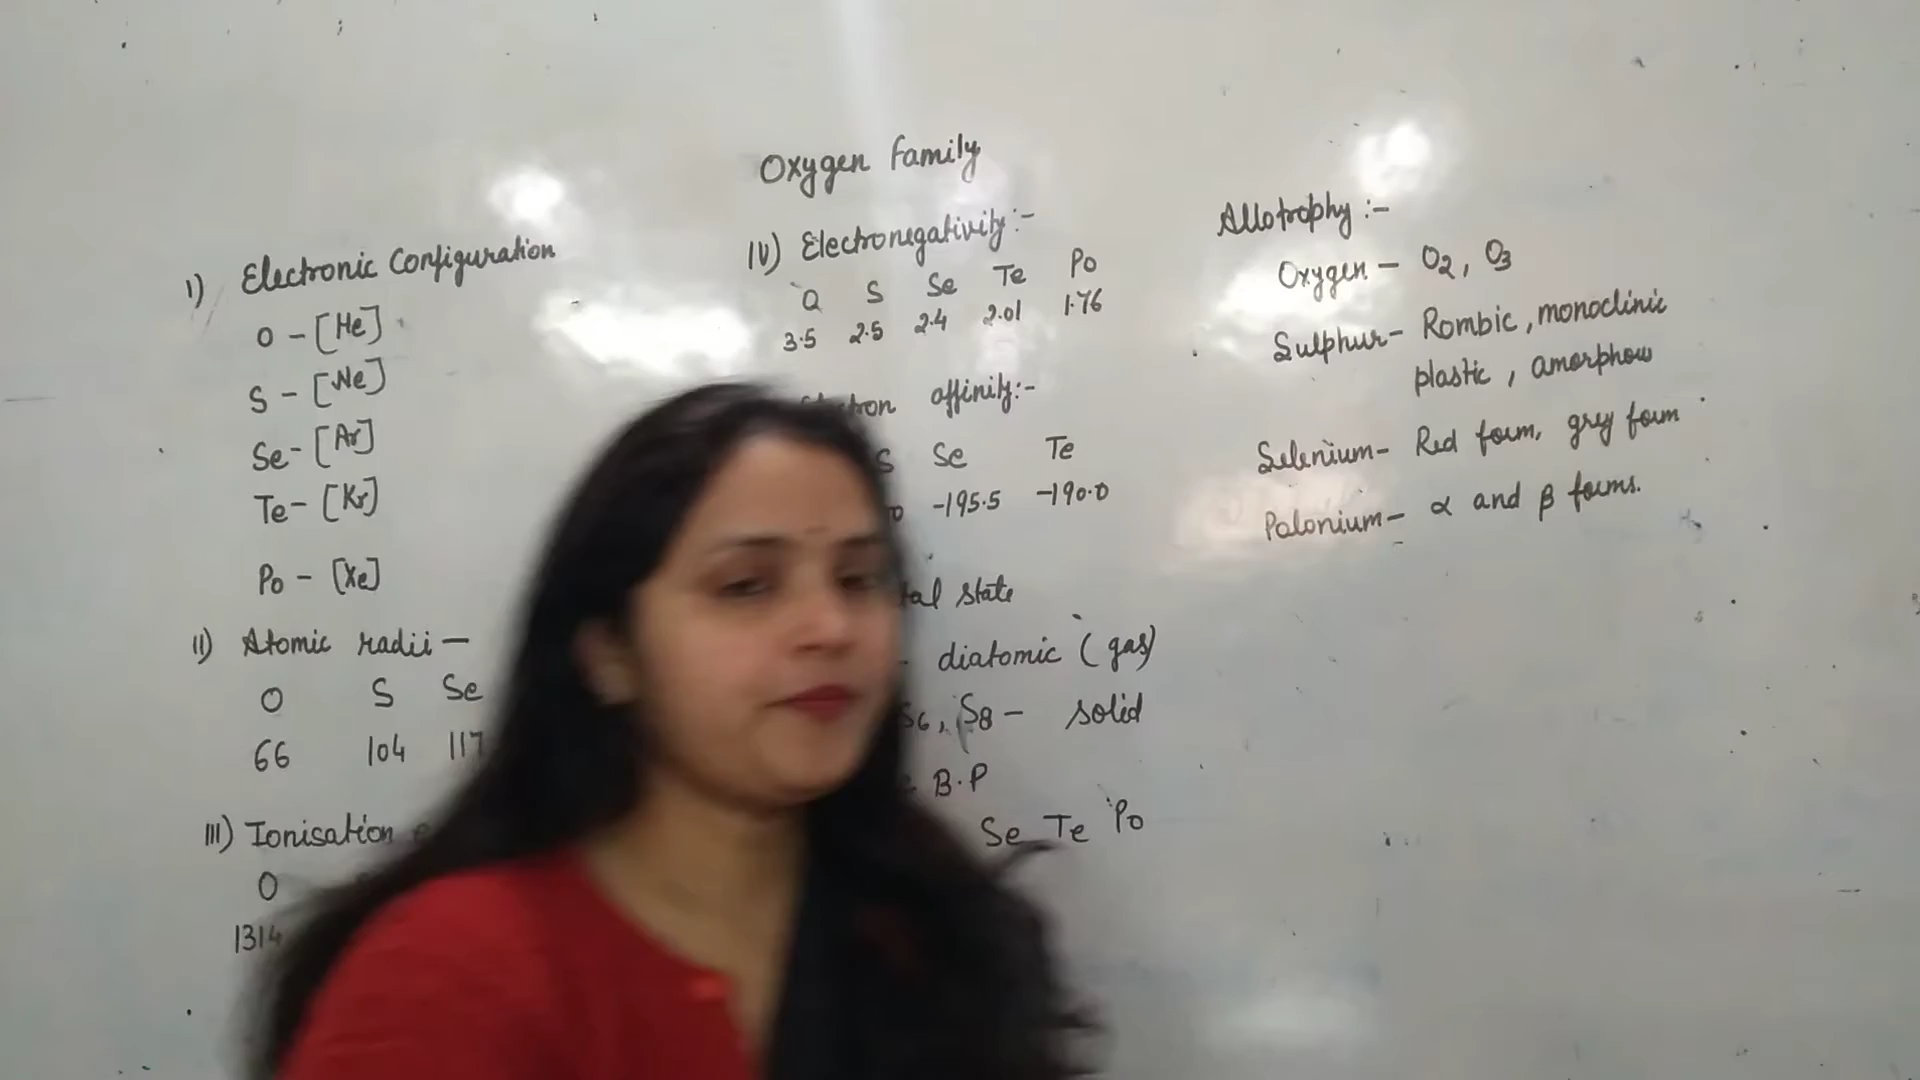 Oxygen family
I) Electronic Configuration
O - [He]
S - [Ne]
Se - [Ar]
Te - [Kr]
Po - [Xe]
II) Atomic radii -
O S Se
66 104 117
III) Ionisation
O
1314
IV) Electronegativity :-
O S Se Te Po
3.5 2.5 2.4 2.01 1.76
affinity :-
S Se Te
-195.5 -190.0
state
diatomic (gas)
S6, S8 - solid
B.P
Se Te Po
Allotrophy :-
Oxygen - O2, O3
Sulphur - Rombic, monoclinic
plastic, amorphous
Selenium - Red form, grey form
Polonium - α and β forms.